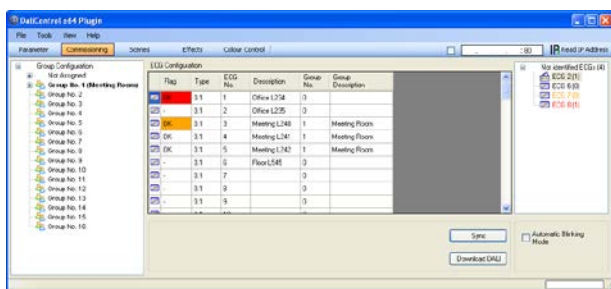 DaliControl e64 Plugin
File Tools View Help
Parameter Commissioning Scenes Effects Colour Control : 80 Read IP Address
Group Configuration
Not Assigned
Group No. 1 (Meeting Rooms
Group No. 2
Group No. 3
Group No. 4
Group No. 5
Group No. 6
Group No. 7
Group No. 8
Group No. 9
Group No. 10
Group No. 11
Group No. 12
Group No. 13
Group No. 14
Group No. 15
Group No. 16
ECG Configuration
Flag Type ECG No. Description Group No. Group Description
3.1 1 Office L234 0
- 3.1 2 Office L235 0
OK 3.1 3 Meeting L240 1 Meeting Room
OK 3.1 4 Meeting L241 1 Meeting Room
OK 3.1 5 Meeting L242 1 Meeting Room
- 3.1 6 Floor L545 0
- 3.1 7 0
- 3.1 8 0
- 3.1 9 0
Not identified ECGs (4)
ECG 2(1)
ECG 6(0)
ECG 7(0)
ECG 8(1)
Sync
Download DALI
Automatic Blinking
Mode